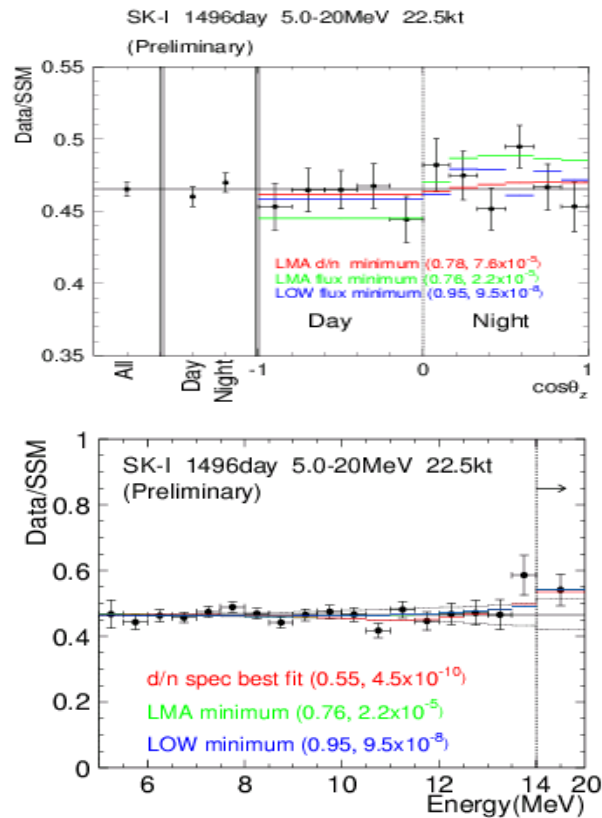 SK-I 1496day 5.0-20MeV 22.5kt
(Preliminary)
Data/SSM
0.55
0.5
0.45
0.4
0.35
LMA d/n minimum (0.78, 7.6x10⁻⁵)
LMA flux minimum (0.76, 2.2x10⁻⁵)
LOW flux minimum (0.95, 9.5x10⁻⁸)
Day Night
All Day Night -1 0 1
cosθz
SK-I 1496day 5.0-20MeV 22.5kt
(Preliminary)
Data/SSM
1
0.8
0.6
0.4
0.2
0
d/n spec best fit (0.55, 4.5x10⁻¹⁰)
LMA minimum (0.76, 2.2x10⁻⁵)
LOW minimum (0.95, 9.5x10⁻⁸)
6 8 10 12 14 20
Energy(MeV)